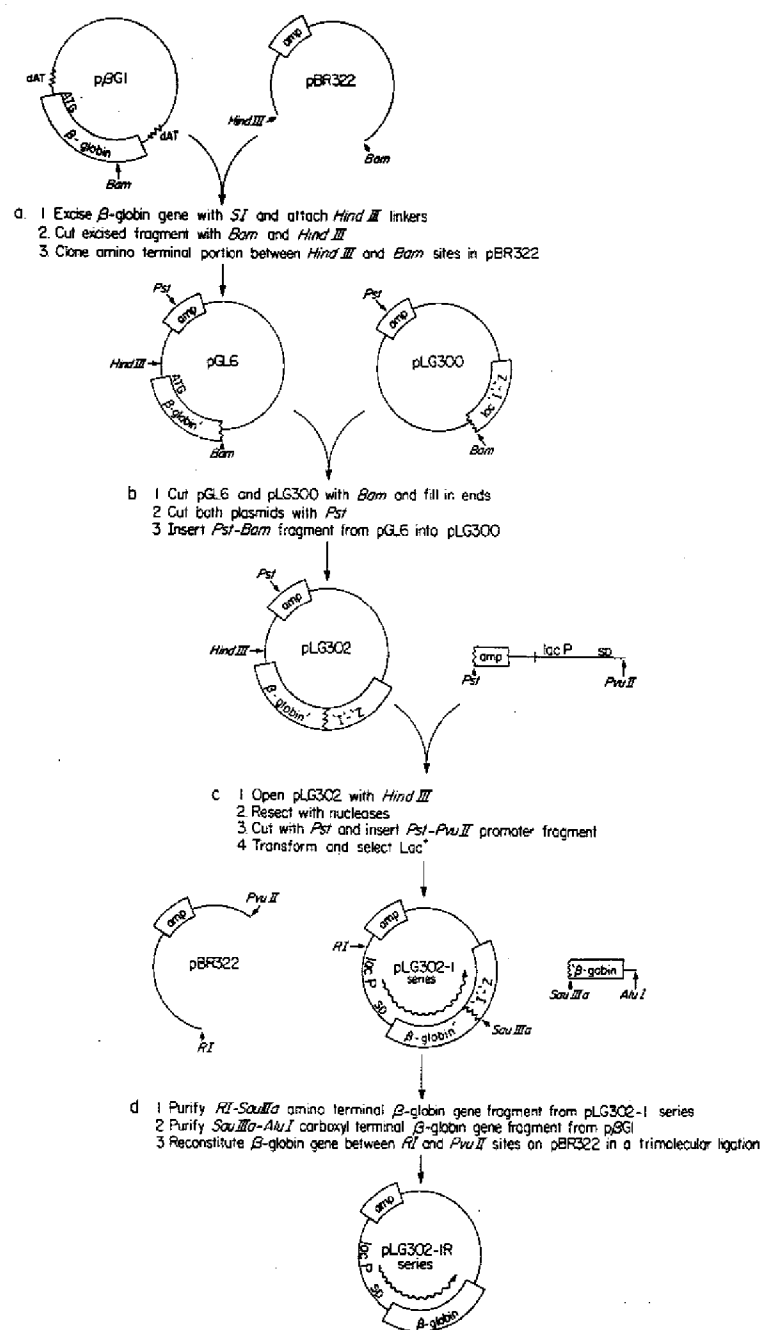 amp
pβG1
pBR322
dAT
ATG
Hind III
β-globin
dAT
Bam
Bam
a. 1 Excise β-globin gene with SI and attach Hind III linkers
2. Cut excised fragment with Bam and Hind III
3. Clone amino terminal portion between Hind III and Bam sites in pBR322
Pst
Pst
amp
amp
pGL6
pLG300
Hind III
ATG
β-globin'
lac 'I'-Z
Bam
Bam
b 1 Cut pGL6 and pLG300 with Bam and fill in ends
2 Cut both plasmids with Pst
3 Insert Pst-Bam fragment from pGL6 into pLG300
Pst
amp
Hind III
pLG302
amp
lac P
SD
Pst
Pvu II
β-globin'
'I'-Z
c 1 Open pLG302 with Hind III
2. Resect with nucleases
3. Cut with Pst and insert Pst-Pvu II promoter fragment
4 Transform and select Lac+
Pvu II
amp
amp
RI
pBR322
pLG302-1
series
lac P
SD
'I'-Z
'β-gobin
Sau IIIa
Alu I
Sau IIIa
β-globin'
RI
d 1 Purify RI-Sau IIIa amino terminal β-globin gene fragment from pLG302-1 series
2 Purify Sau IIIa-Alu I carboxyl terminal β-globin gene fragment from pβG1
3 Reconstitute β-globin gene between RI and Pvu II sites on pBR322 in a trimolecular ligation
amp
lac P
pLG302-1R
series
SD
β-globin